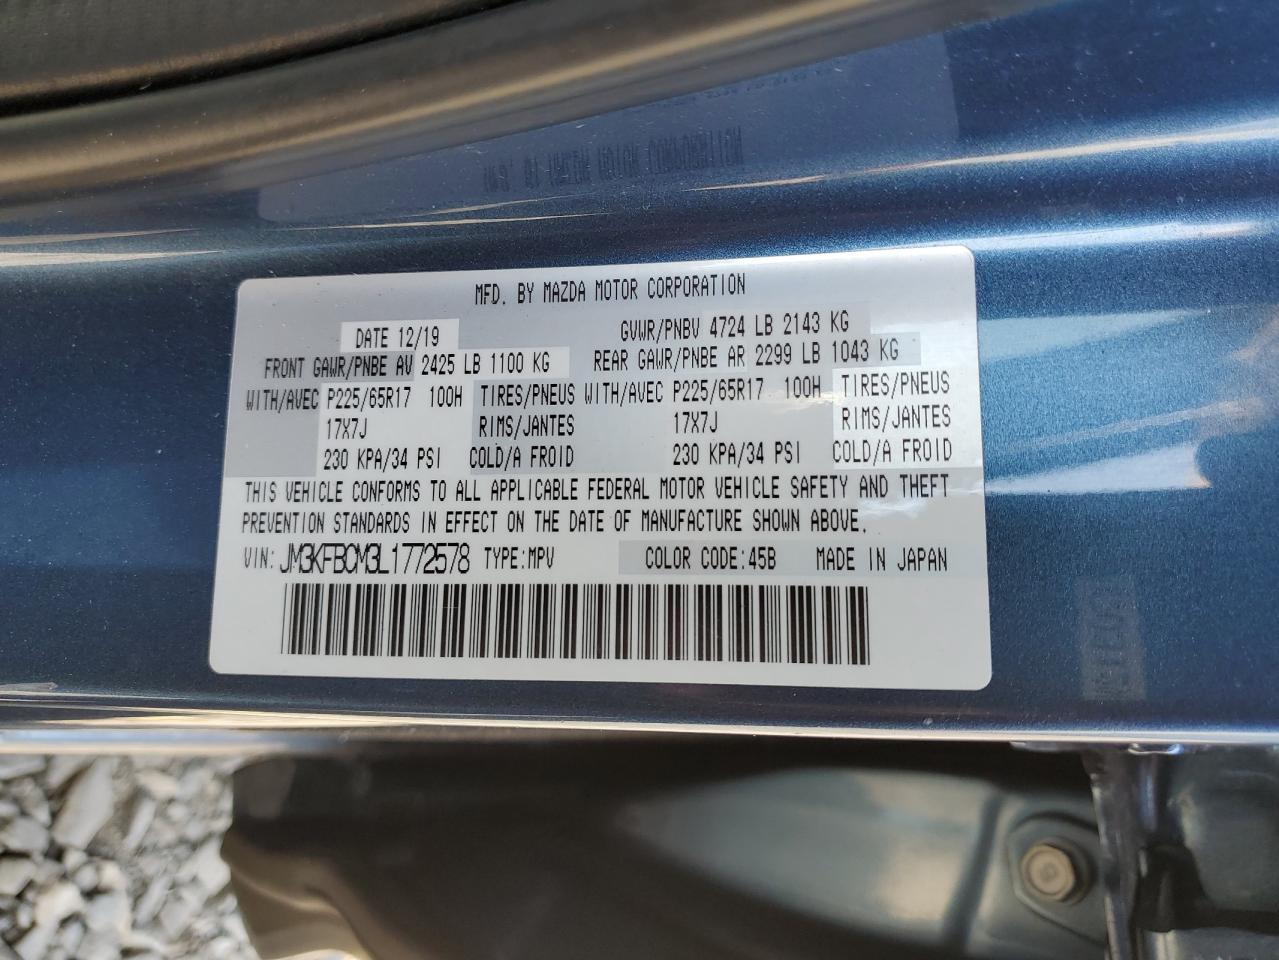 MFD. BY MAZDA MOTOR CORPORATION
DATE 12/19 GVWR/PNBV 4724 LB 2143 KG
FRONT GAWR/PNBE AV 2425 LB 1100 KG REAR GAWR/PNBE AR 2299 LB 1043 KG
WITH/AVEC P225/65R17 100H TIRES/PNEUS WITH/AVEC P225/65R17 100H TIRES/PNEUS
17X7J RIMS/JANTES 17X7J RIMS/JANTES
230 KPA/34 PSI COLD/A FROID 230 KPA/34 PSI COLD/A FROID
THIS VEHICLE CONFORMS TO ALL APPLICABLE FEDERAL MOTOR VEHICLE SAFETY AND THEFT
PREVENTION STANDARDS IN EFFECT ON THE DATE OF MANUFACTURE SHOWN ABOVE.
VIN: JM3KFBCM3L1772578 TYPE:MPV COLOR CODE:45B MADE IN JAPAN